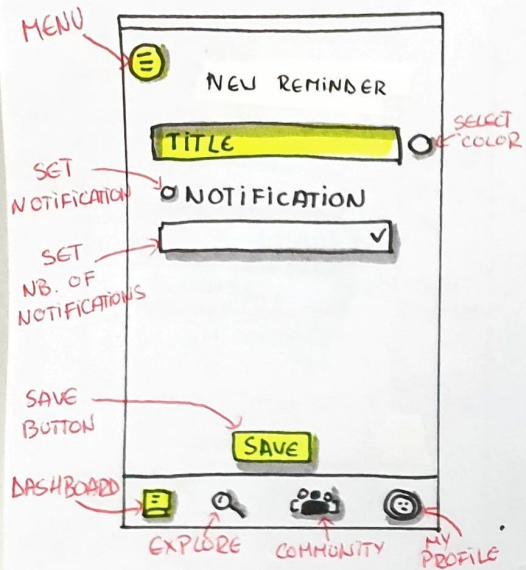 MENU
NEW REMINDER
TITLE
SELECT
COLOR
SET
NOTIFICATION
NOTIFICATION
SET
NB. OF
NOTIFICATIONS
SAVE
BUTTON
SAVE
DASHBOARD
EXPLORE
COMMUNITY
MY
PROFILE